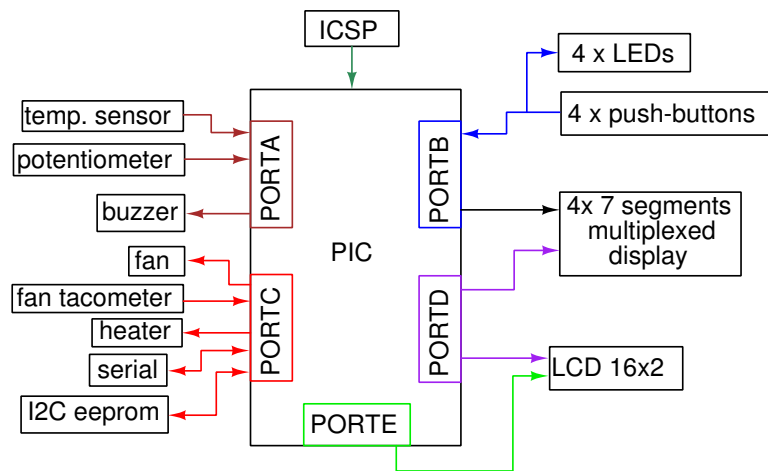 ICSP
4 x LEDs
temp. sensor
4 x push-buttons
potentiometer
PORTA
PORTB
buzzer
4x 7 segments
multiplexed
display
PIC
fan
fan tacometer
PORTC
PORTD
heater
serial
LCD 16x2
I2C eeprom
PORTE